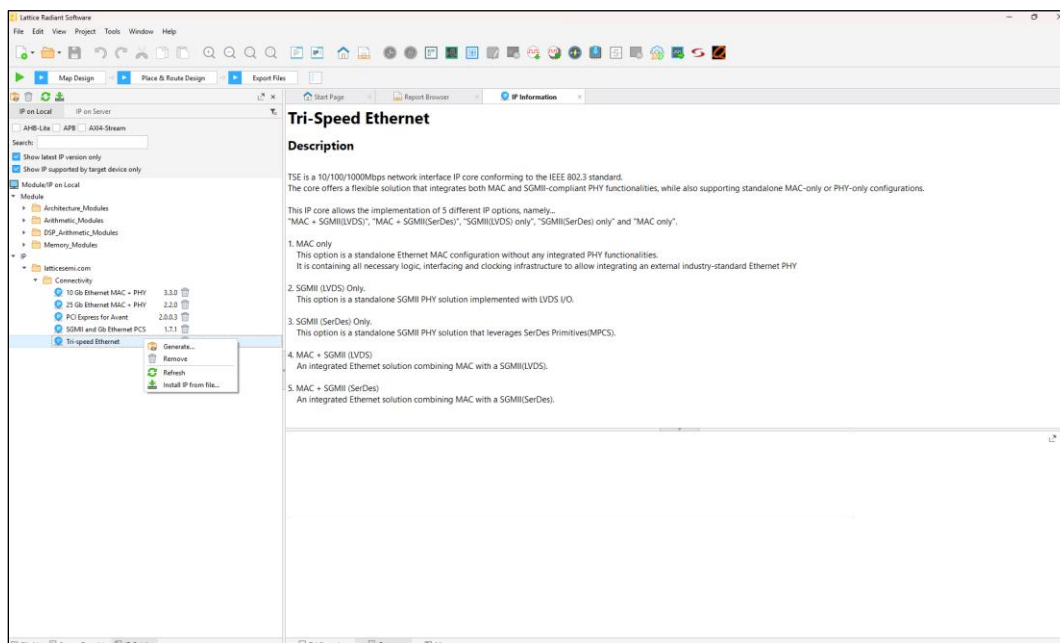 Lattice Radiant Software
File Edit View Project Tools Window Help
Map Design Place & Route Design Export Files
IP on Local IP on Server
AHB-Lite APB AXI4-Stream
Search:
Show latest IP version only
Show IP supported by target device only
Module/IP on Local
Module
Architecture_Modules
Arithmetic_Modules
DSP_Arithmetic_Modules
Memory_Modules
IP
latticesemi.com
Connectivity
10 Gb Ethernet MAC + PHY 3.3.0
25 Gb Ethernet MAC + PHY 2.2.0
PCI Express for Avant 2.0.0.3
SGMII and Gb Ethernet PCS 1.7.1
Tri-speed Ethernet
Generate...
Remove
Refresh
Install IP from file...
Start Page Report Browser IP Information
Tri-Speed Ethernet
Description
TSE is a 10/100/1000Mbps network interface IP core conforming to the IEEE 802.3 standard.
The core offers a flexible solution that integrates both MAC and SGMII-compliant PHY functionalities, while also supporting standalone MAC-only or PHY-only configurations.
This IP core allows the implementation of 5 different IP options, namely...
"MAC + SGMII(LVDS)", "MAC + SGMII(SerDes)", "SGMII(LVDS) only", "SGMII(SerDes) only" and "MAC only".
1. MAC only
This option is a standalone Ethernet MAC configuration without any integrated PHY functionalities.
It is containing all necessary logic, interfacing and clocking infrastructure to allow integrating an external industry-standard Ethernet PHY
2. SGMII (LVDS) Only.
This option is a standalone SGMII PHY solution implemented with LVDS I/O.
3. SGMII (SerDes) Only.
This option is a standalone SGMII PHY solution that leverages SerDes Primitives(MPCS).
4. MAC + SGMII (LVDS)
An integrated Ethernet solution combining MAC with a SGMII(LVDS).
5. MAC + SGMII (SerDes)
An integrated Ethernet solution combining MAC with a SGMII(SerDes).